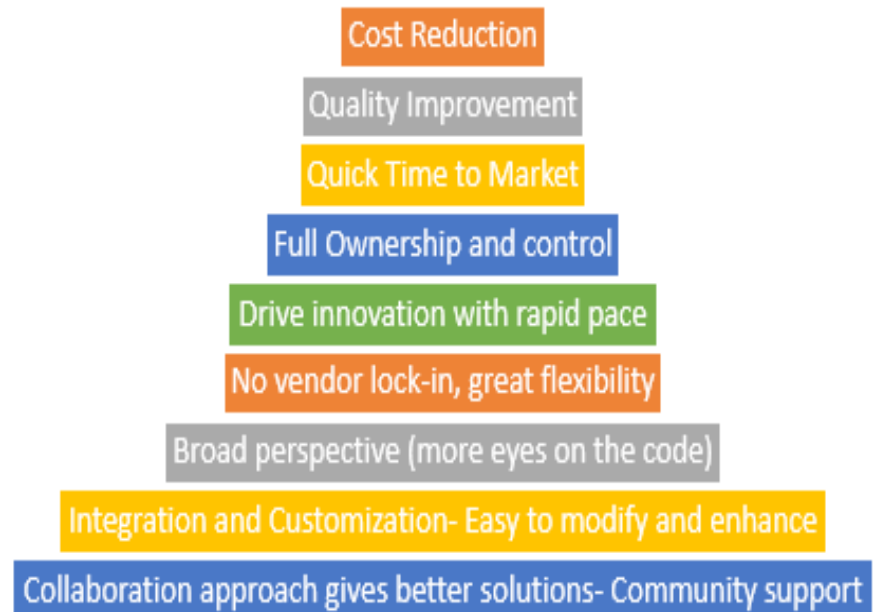 Cost Reduction
Quality Improvement
Quick Time to Market
Full Ownership and control
Drive innovation with rapid pace
No vendor lock-in, great flexibility
Broad perspective (more eyes on the code)
Integration and Customization- Easy to modify and enhance
Collaboration approach gives better solutions- Community support